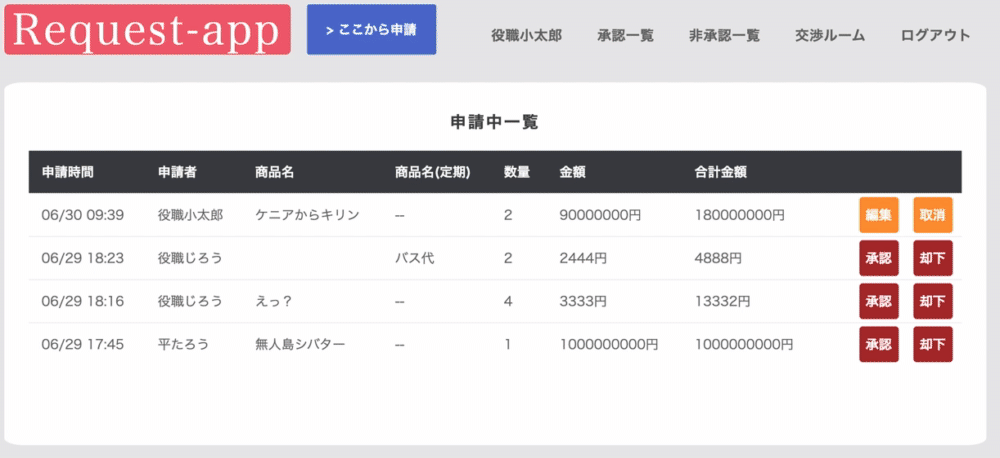 Request-app > ここから申請 役職小太郎 承認一覧 非承認一覧 交渉ルーム ログアウト
申請中一覧
申請時間 申請者 商品名 商品名(定期) 数量 金額 合計金額
06/30 09:39 役職小太郎 ケニアからキリン -- 2 90000000円 180000000円 編集 取消
06/29 18:23 役職じろう バス代 2 2444円 4888円 承認 却下
06/29 18:16 役職じろう えっ？ -- 4 3333円 13332円 承認 却下
06/29 17:45 平たろう 無人島シバター -- 1 1000000000円 1000000000円 承認 却下